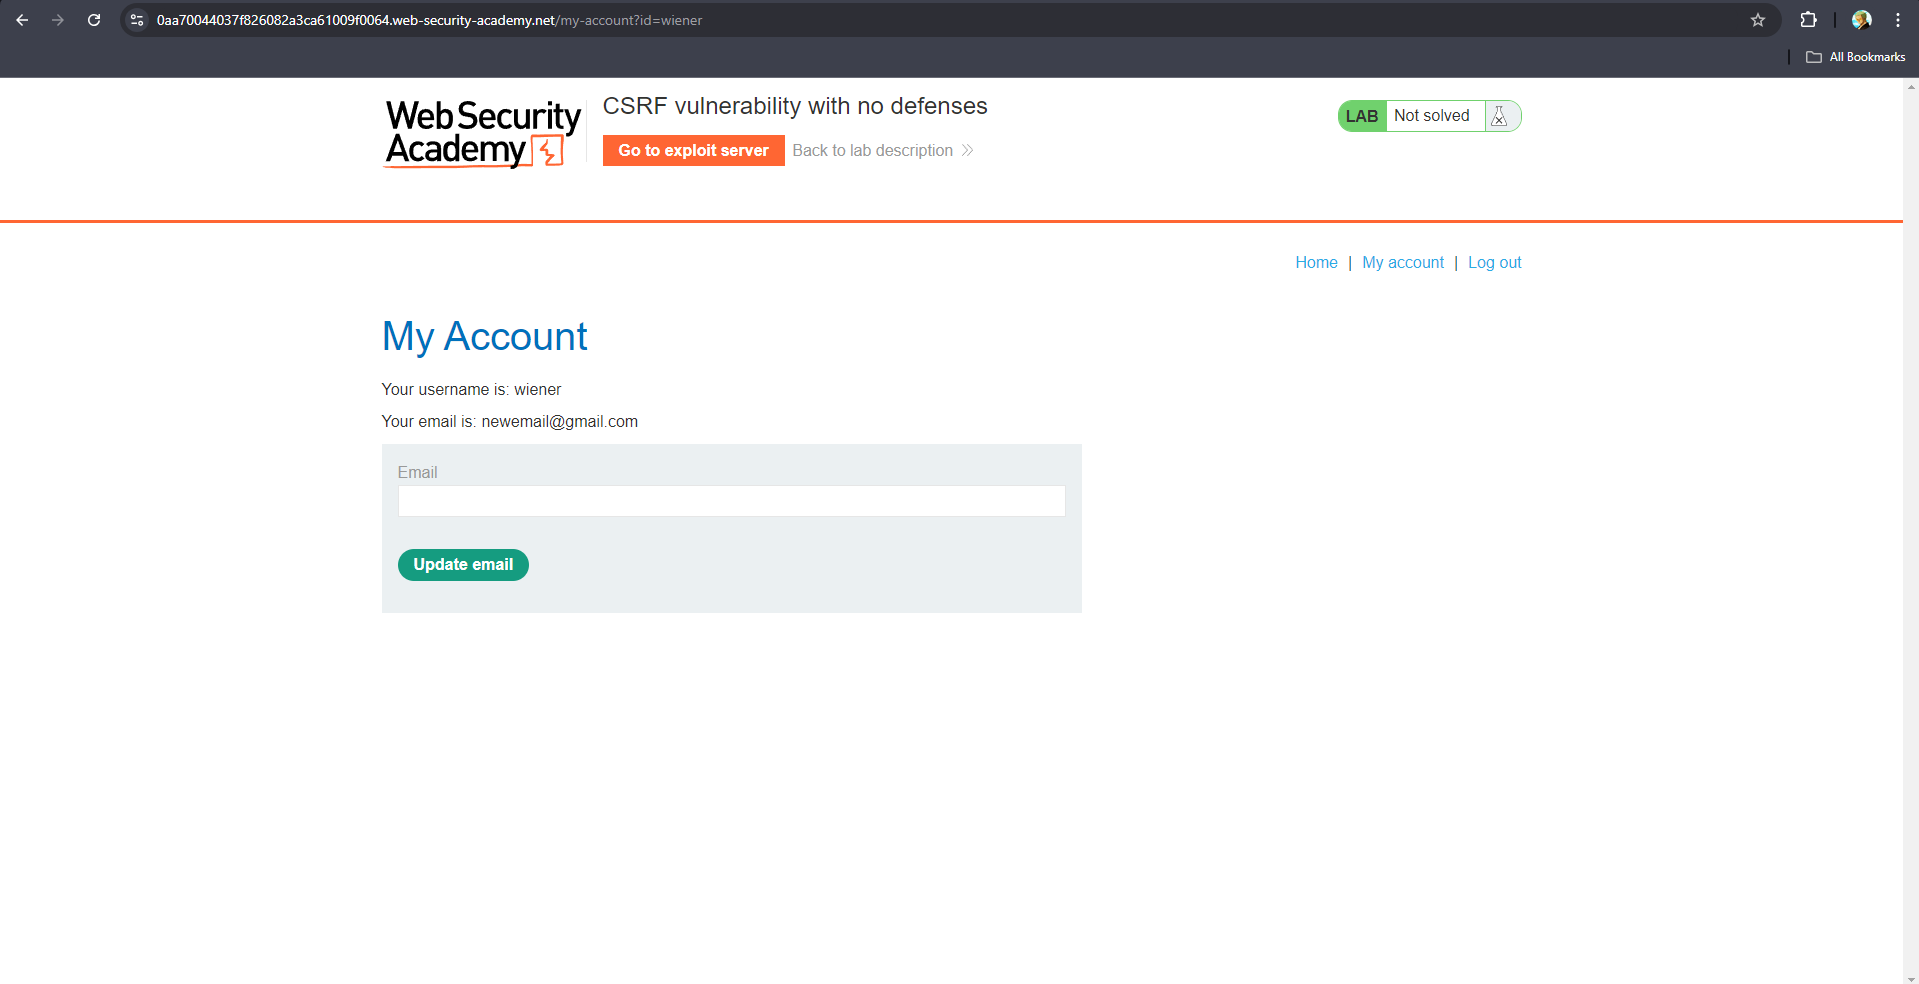 0aa70044037f826082a3ca61009f0064.web-security-academy.net/my-account?id=wiener
All Bookmarks
WebSecurity
Academy
CSRF vulnerability with no defenses
Go to exploit server
Back to lab description
LAB
Not solved
Home | My account | Log out
My Account
Your username is: wiener
Your email is: newemail@gmail.com
Email
Update email